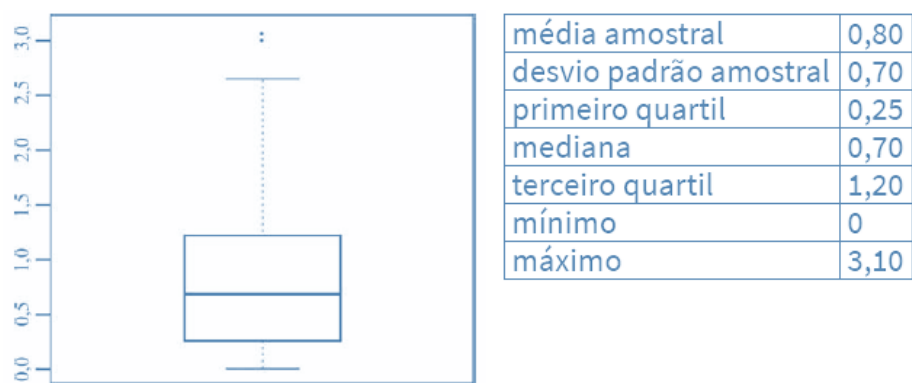 3,0
2,5
2,0
1,5
1,0
0,5
0,0
média amostral 0,80
desvio padrão amostral 0,70
primeiro quartil 0,25
mediana 0,70
terceiro quartil 1,20
mínimo 0
máximo 3,10